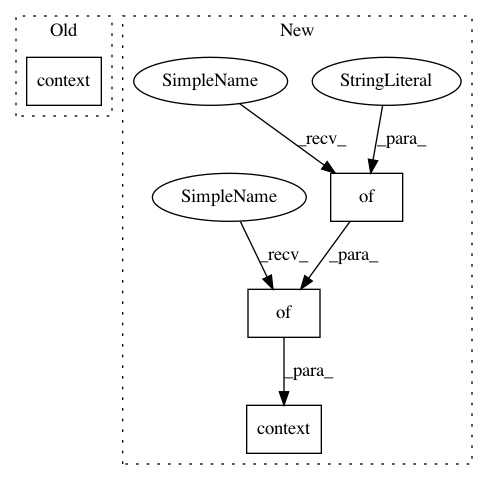 Old
New
context
SimpleName
StringLiteral
_recv_
_para_
SimpleName
of
_recv_
_para_
of
_para_
context